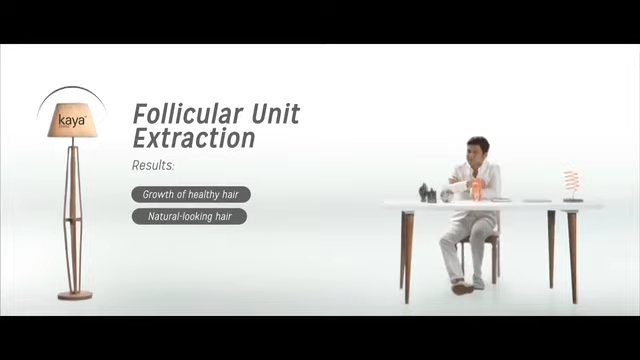 kaya
Follicular Unit
Extraction
Results:
Growth of healthy hair
Natural-looking hair